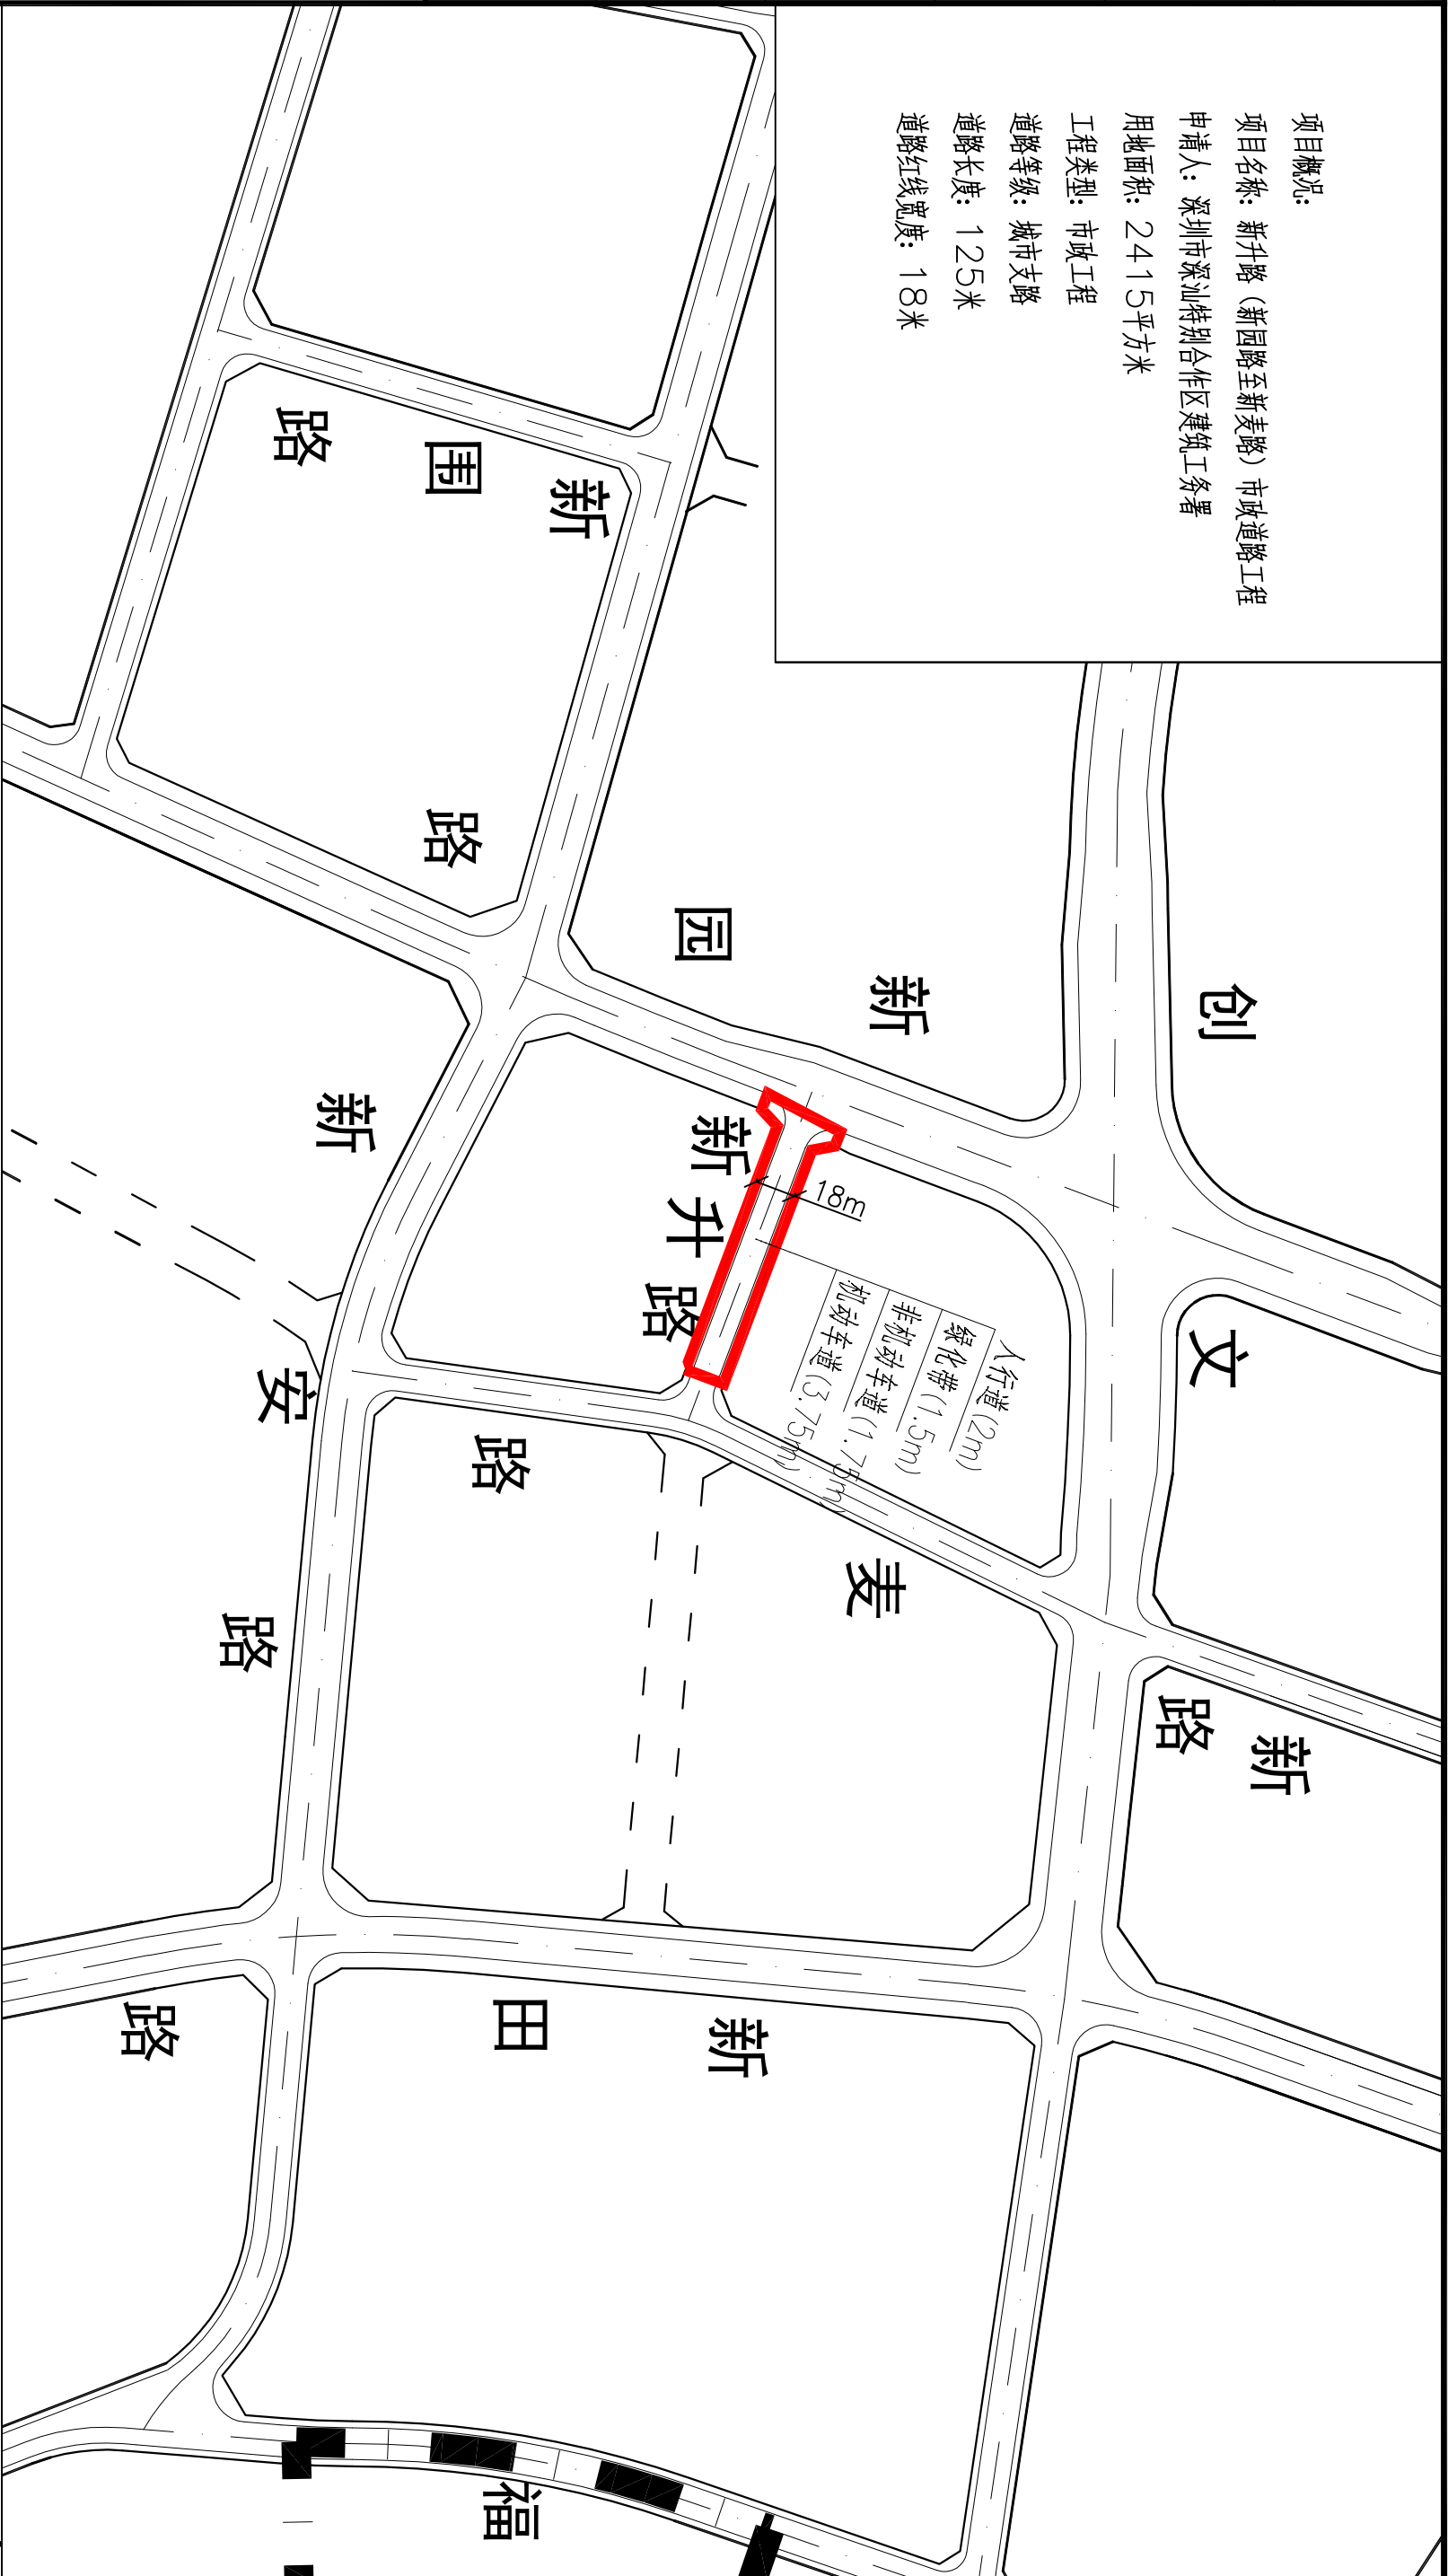 项目概况:
项目名称: 新升路（新园路至新麦路）市政道路工程
申请人: 深圳市深汕特别合作区建筑工务署
用地面积: 2415平方米
工程类型: 市政工程
道路等级: 城市支路
道路长度: 125米
道路红线宽度: 18米
创文路
新园路
新围路
新升路
18m
人行道(2m)
绿化带(1.5m)
非机动车道(1.75m)
机动车道(3.75m)
新麦路
新安路
新田路
福